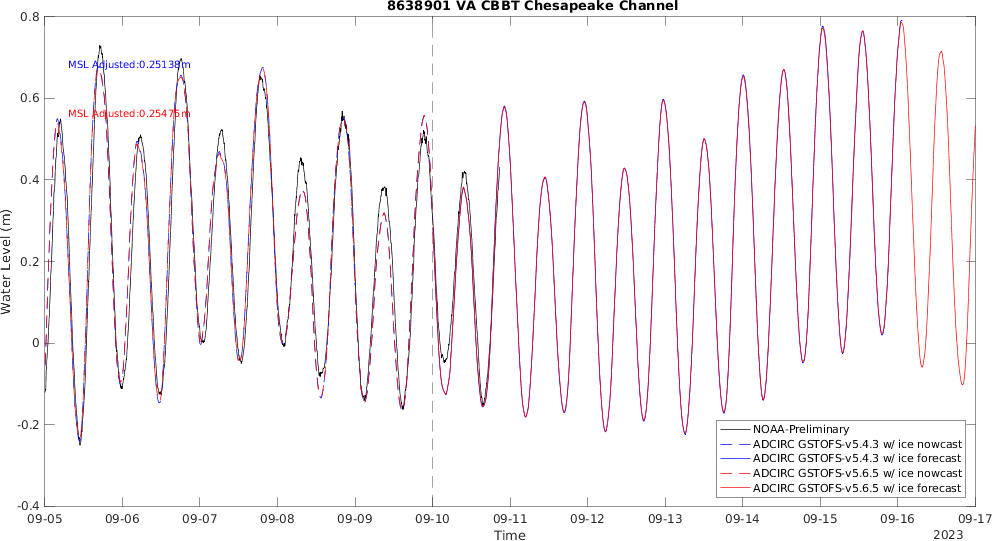 8638901 VA CBBT Chesapeake Channel
0.8
0.6
0.4
0.2
0
-0.2
-0.4
Water Level (m)
MSL Adjusted:0.25138m
MSL Adjusted:0.25475m
NOAA-Preliminary
ADCIRC GSTOFS-v5.4.3 w/ ice nowcast
ADCIRC GSTOFS-v5.4.3 w/ ice forecast
ADCIRC GSTOFS-v5.6.5 w/ ice nowcast
ADCIRC GSTOFS-v5.6.5 w/ ice forecast
09-05 09-06 09-07 09-08 09-09 09-10 09-11 09-12 09-13 09-14 09-15 09-16 09-17
Time
2023